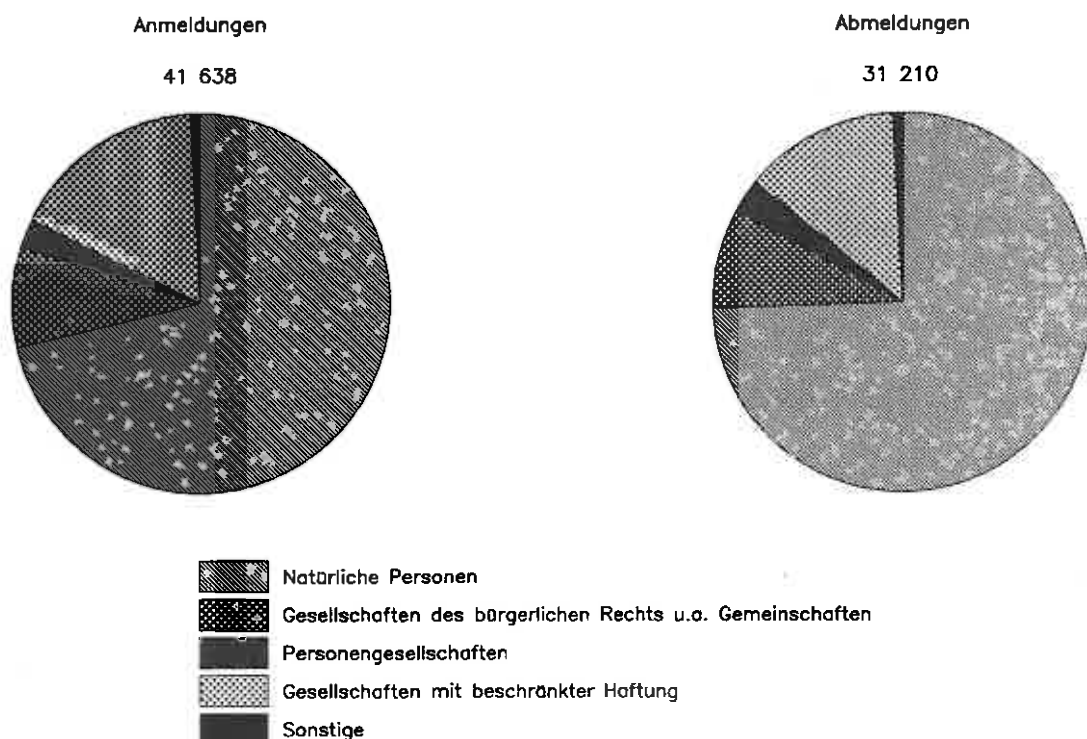 Anmeldungen
41 638
Abmeldungen
31 210
Natürliche Personen
Gesellschaften des bürgerlichen Rechts u.a. Gemeinschaften
Personengesellschaften
Gesellschaften mit beschränkter Haftung
Sonstige